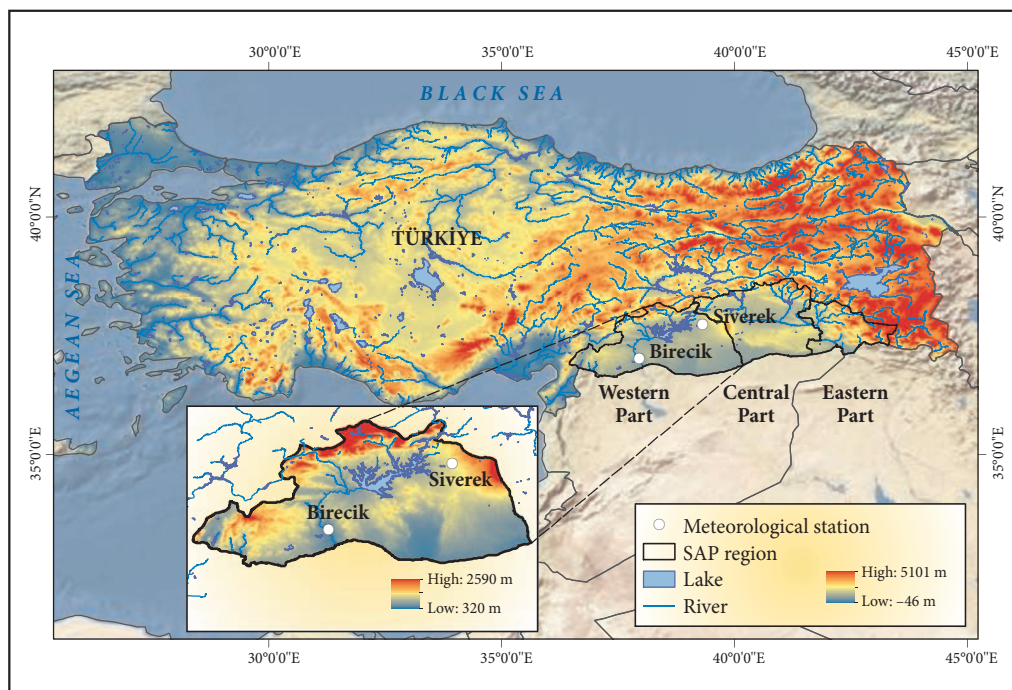 30°0'0"E 35°0'0"E 40°0'0"E 45°0'0"E
BLACK SEA
40°0'0"N
40°0'0"N
TÜRKİYE
AEGEAN SEA
Siverek
Birecik
Western
Part
Central
Part
Eastern
Part
35°0'0"E
35°0'0"E
Siverek
Birecik
High: 2590 m
Low: 320 m
Meteorological station
SAP region
Lake
River
High: 5101 m
Low: –46 m
30°0'0"E 35°0'0"E 40°0'0"E 45°0'0"E